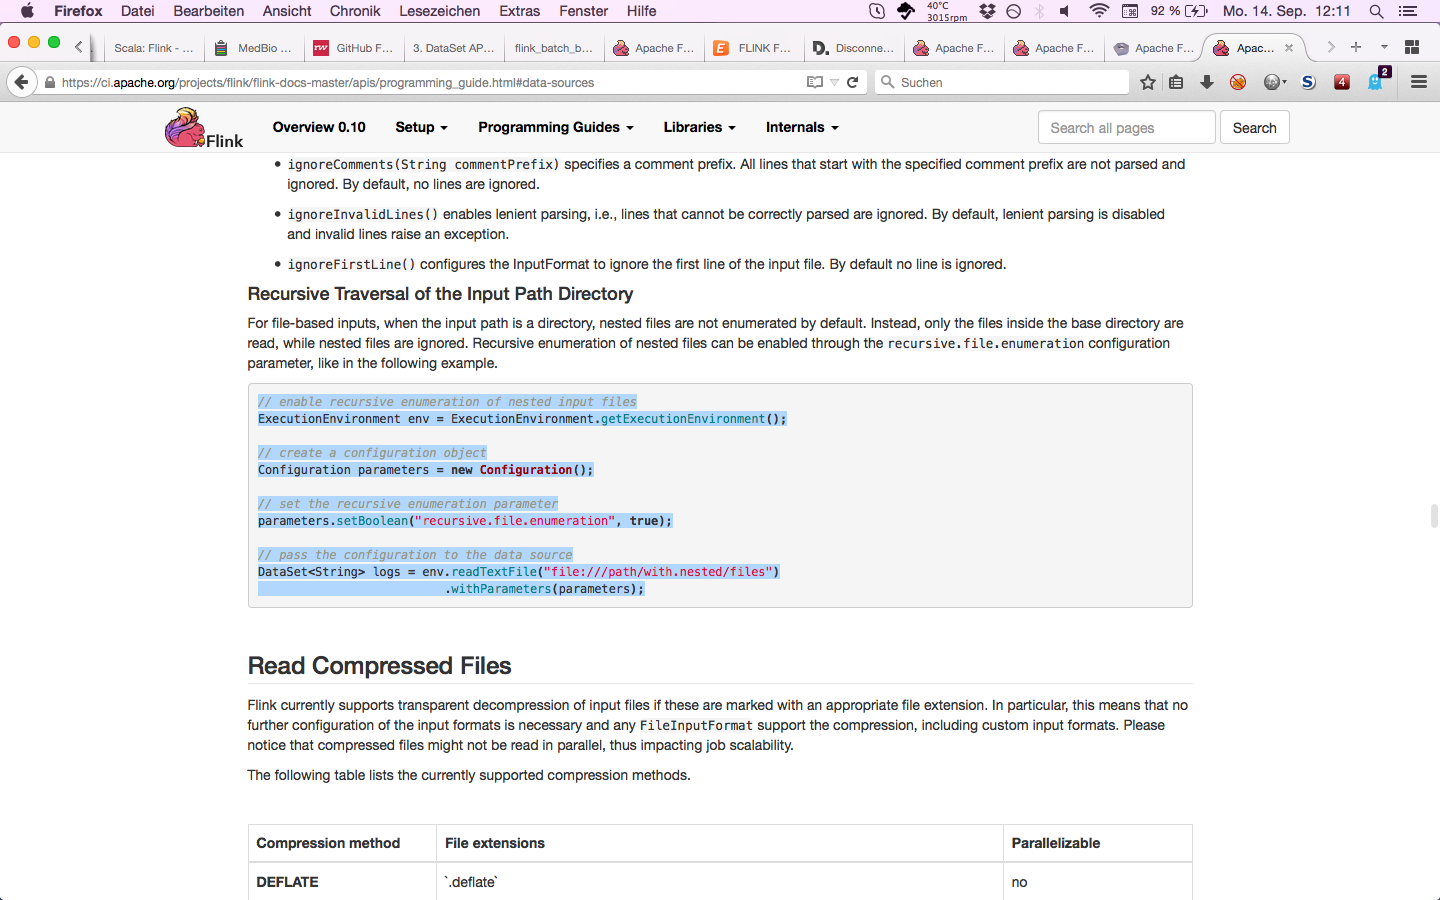 Firefox Datei Bearbeiten Ansicht Chronik Lesezeichen Extras Fenster Hilfe 40°C 3015rpm 92 % Mo. 14. Sep. 12:11
Scala: Flink - ... MedBio ... GitHub F... 3. DataSet AP... flink_batch_b... Apache F... FLINK F... Disconne... Apache F... Apache F... Apache F... Apac...
https://ci.apache.org/projects/flink/flink-docs-master/apis/programming_guide.html#data-sources Suchen 4 2
Flink Overview 0.10 Setup Programming Guides Libraries Internals Search all pages Search
• ignoreComments(String commentPrefix) specifies a comment prefix. All lines that start with the specified comment prefix are not parsed and
ignored. By default, no lines are ignored.
• ignoreInvalidLines() enables lenient parsing, i.e., lines that cannot be correctly parsed are ignored. By default, lenient parsing is disabled
and invalid lines raise an exception.
• ignoreFirstLine() configures the InputFormat to ignore the first line of the input file. By default no line is ignored.
Recursive Traversal of the Input Path Directory
For file-based inputs, when the input path is a directory, nested files are not enumerated by default. Instead, only the files inside the base directory are
read, while nested files are ignored. Recursive enumeration of nested files can be enabled through the recursive.file.enumeration configuration
parameter, like in the following example.
// enable recursive enumeration of nested input files
ExecutionEnvironment env = ExecutionEnvironment.getExecutionEnvironment();
// create a configuration object
Configuration parameters = new Configuration();
// set the recursive enumeration parameter
parameters.setBoolean("recursive.file.enumeration", true);
// pass the configuration to the data source
DataSet<String> logs = env.readTextFile("file:///path/with.nested/files")
.withParameters(parameters);
Read Compressed Files
Flink currently supports transparent decompression of input files if these are marked with an appropriate file extension. In particular, this means that no
further configuration of the input formats is necessary and any FileInputFormat support the compression, including custom input formats. Please
notice that compressed files might not be read in parallel, thus impacting job scalability.
The following table lists the currently supported compression methods.
Compression method File extensions Parallelizable
DEFLATE `.deflate` no